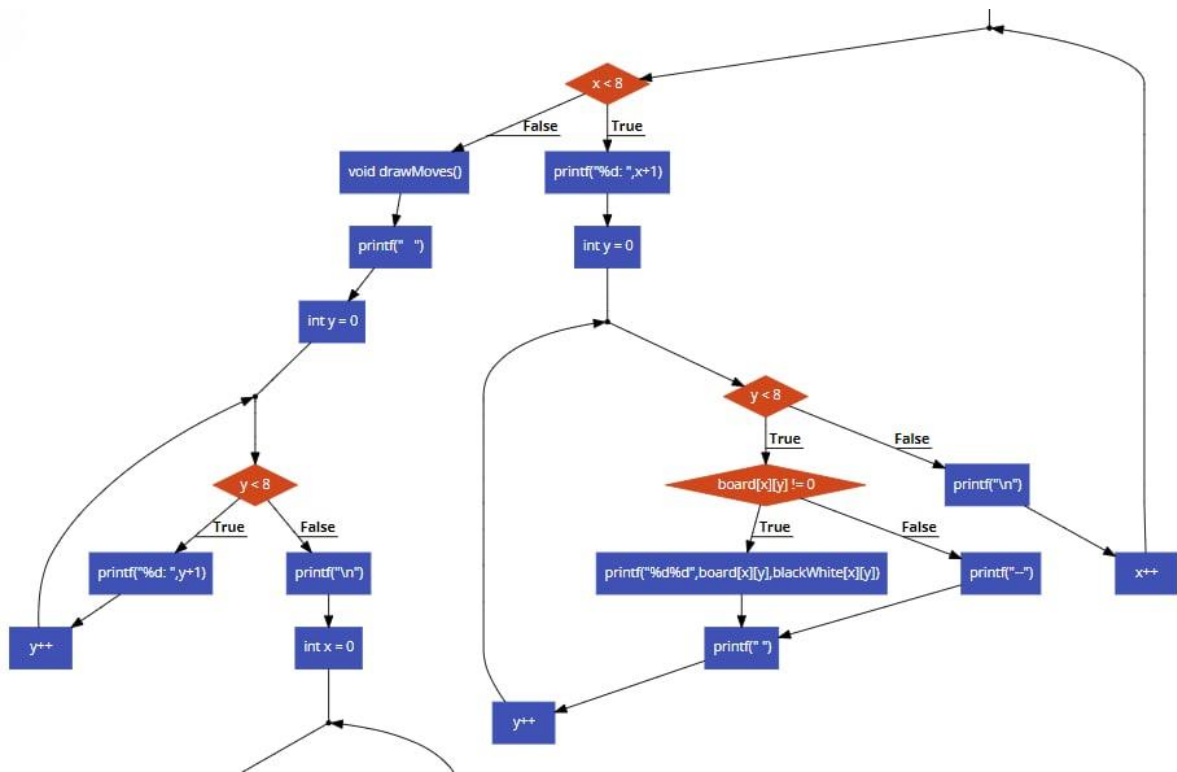 x < 8
False
True
void drawMoves()
printf("%d: ",x+1)
printf("   ")
int y = 0
int y = 0
y < 8
True
False
y < 8
board[x][y] != 0
printf("\n")
True
False
True
False
printf("%d: ",y+1)
printf("\n")
printf("%d%d",board[x][y],blackWhite[x][y])
printf("--")
x++
y++
int x = 0
printf(" ")
y++